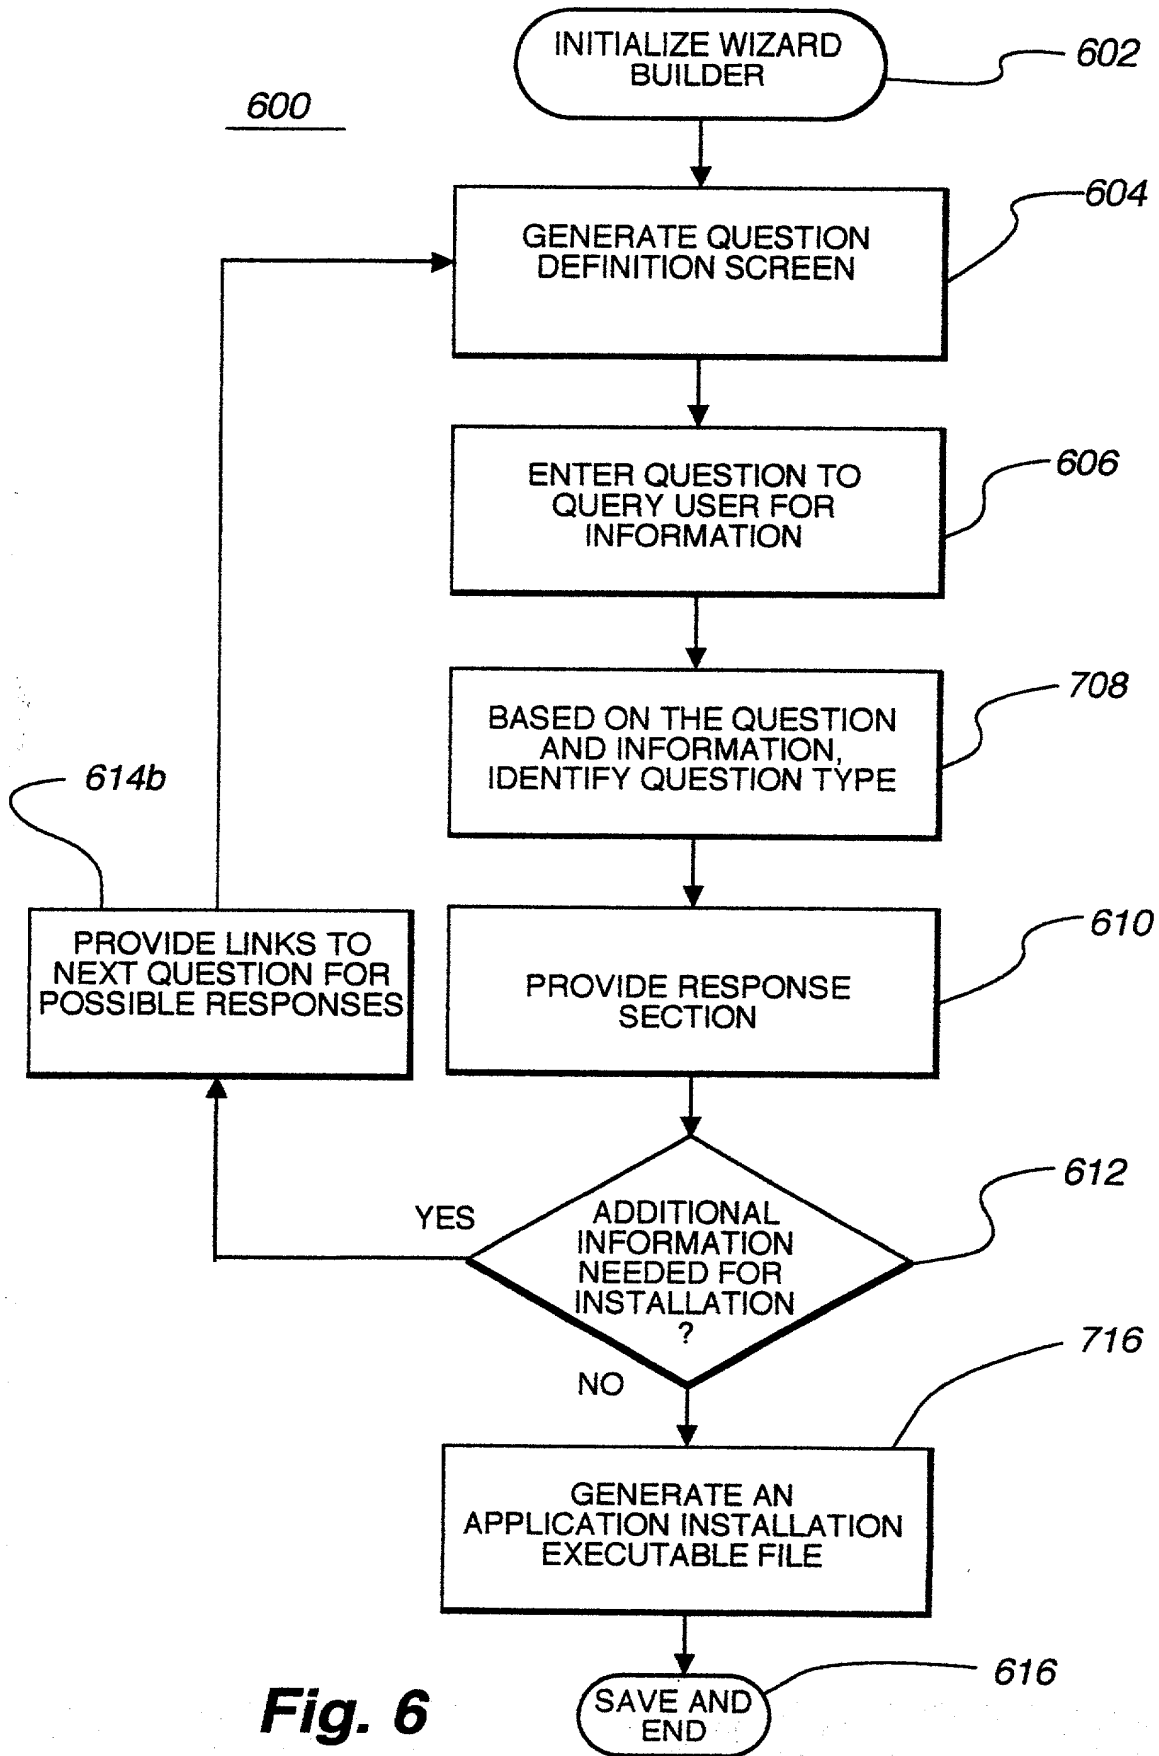 INITIALIZE WIZARD
BUILDER
602
600
604
GENERATE QUESTION
DEFINITION SCREEN
606
ENTER QUESTION TO
QUERY USER FOR
INFORMATION
708
BASED ON THE QUESTION
AND INFORMATION,
IDENTIFY QUESTION TYPE
614b
PROVIDE LINKS TO
NEXT QUESTION FOR
POSSIBLE RESPONSES
610
PROVIDE RESPONSE
SECTION
612
YES
ADDITIONAL
INFORMATION
NEEDED FOR
INSTALLATION
?
NO
716
GENERATE AN
APPLICATION INSTALLATION
EXECUTABLE FILE
616
SAVE AND
END
Fig. 6